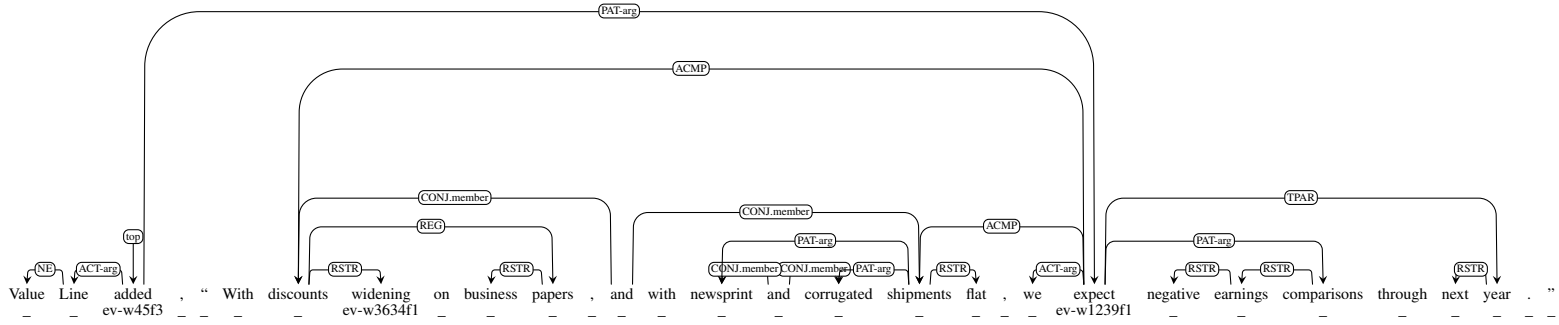 PAT-arg
ACMP
CONJ.member TPAR
CONJ.member
REG ACMP
top
PAT-arg PAT-arg
NE ACT-arg RSTR RSTR CONJ.member CONJ.member PAT-arg RSTR ACT-arg RSTR RSTR RSTR
Value Line added , “ With discounts widening on business papers , and with newsprint and corrugated shipments flat , we expect negative earnings comparisons through next year . ”
_ _ ev-w45f3 _ _ _ _ ev-w3634f1 _ _ _ _ _ _ _ _ _ _ _ _ _ ev-w1239f1 _ _ _ _ _ _ _ _